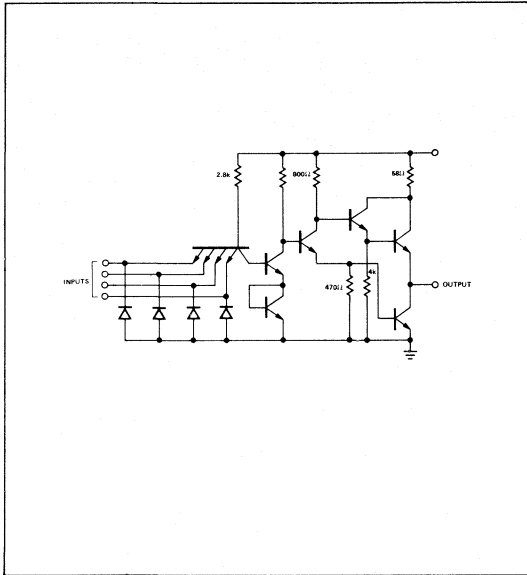 2.8k
800Ω
58Ω
INPUTS
470Ω
4k
OUTPUT